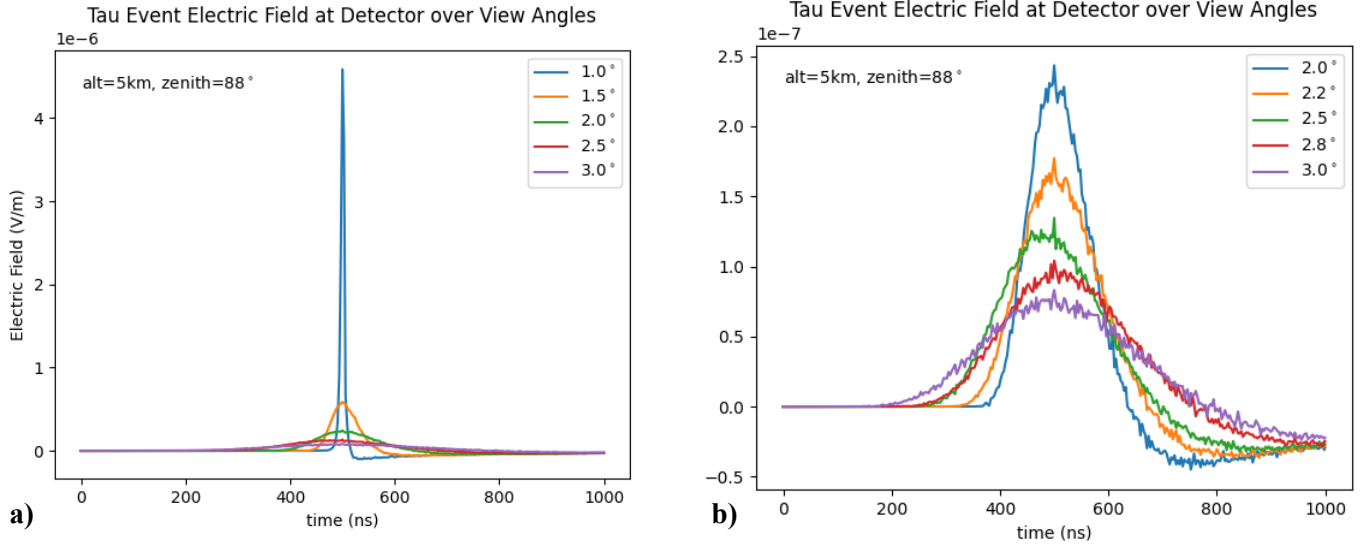 Tau Event Electric Field at Detector over View Angles
1e−6
alt=5km, zenith=88°
1.0°
1.5°
2.0°
2.5°
3.0°
4
3
2
1
0
Electric Field (V/m)
0 200 400 600 800 1000
time (ns)
a)
Tau Event Electric Field at Detector over View Angles
1e−7
alt=5km, zenith=88°
2.0°
2.2°
2.5°
2.8°
3.0°
2.5
2.0
1.5
1.0
0.5
0.0
−0.5
0 200 400 600 800 1000
time (ns)
b)